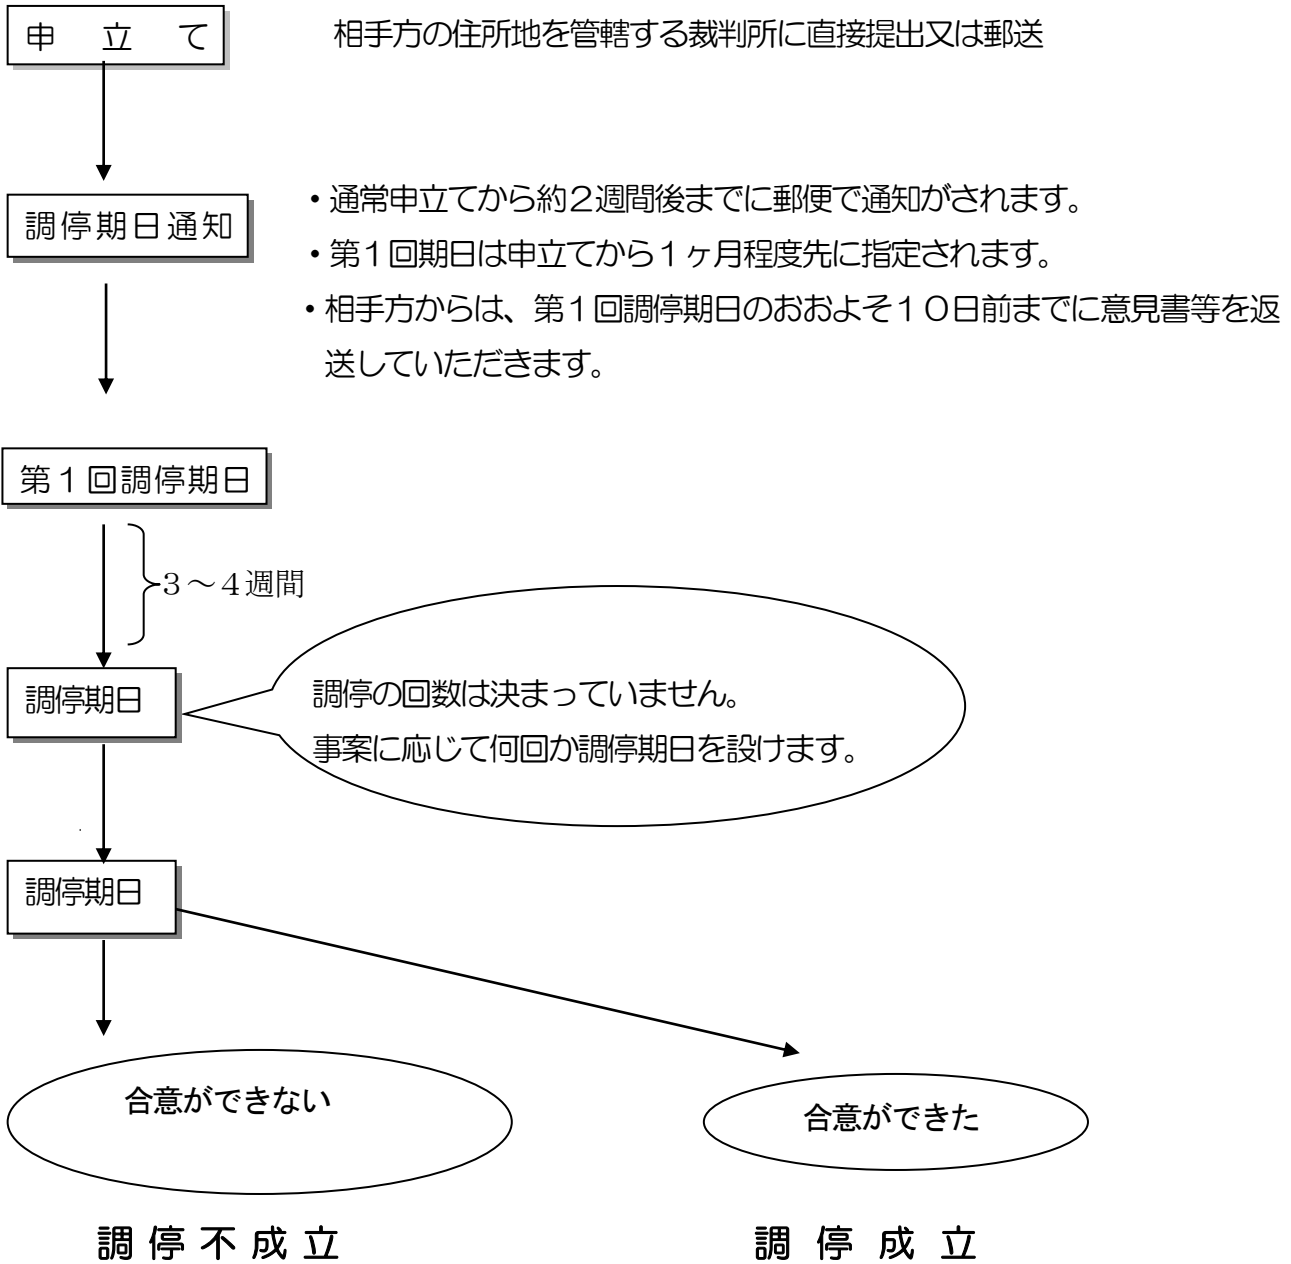 申　立　て
相手方の住所地を管轄する裁判所に直接提出又は郵送
調停期日通知
・通常申立てから約２週間後までに郵便で通知がされます。
・第１回期日は申立てから１ヶ月程度先に指定されます。
・相手方からは、第１回調停期日のおおよそ１０日前までに意見書等を返
送していただきます。
第１回調停期日
３～４週間
調停期日
調停の回数は決まっていません。
事案に応じて何回か調停期日を設けます。
調停期日
合意ができない
合意ができた
調停不成立
調停成立